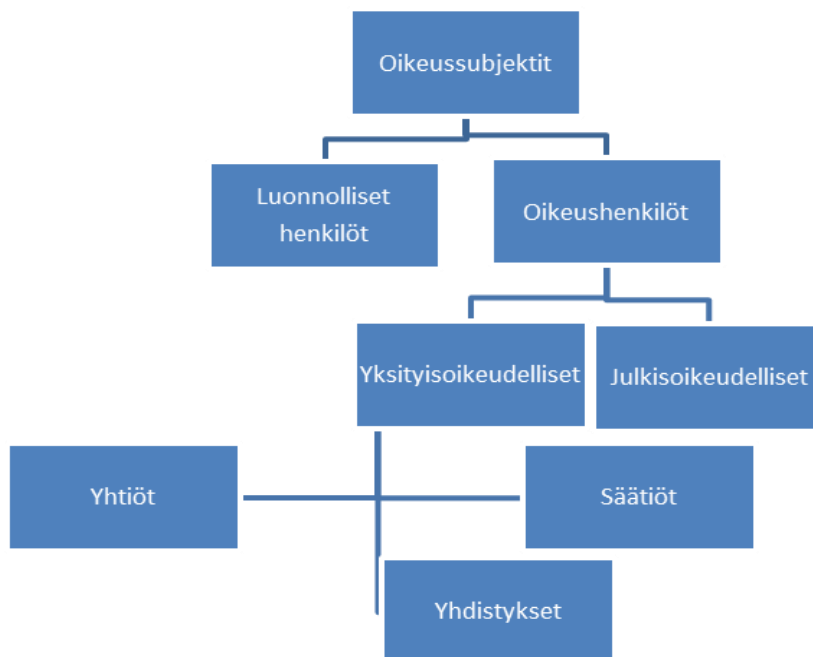 Oikeussubjektit
Luonnolliset
henkilöt
Oikeushenkilöt
Yksityisoikeudelliset
Julkisoikeudelliset
Yhtiöt
Säätiöt
Yhdistykset